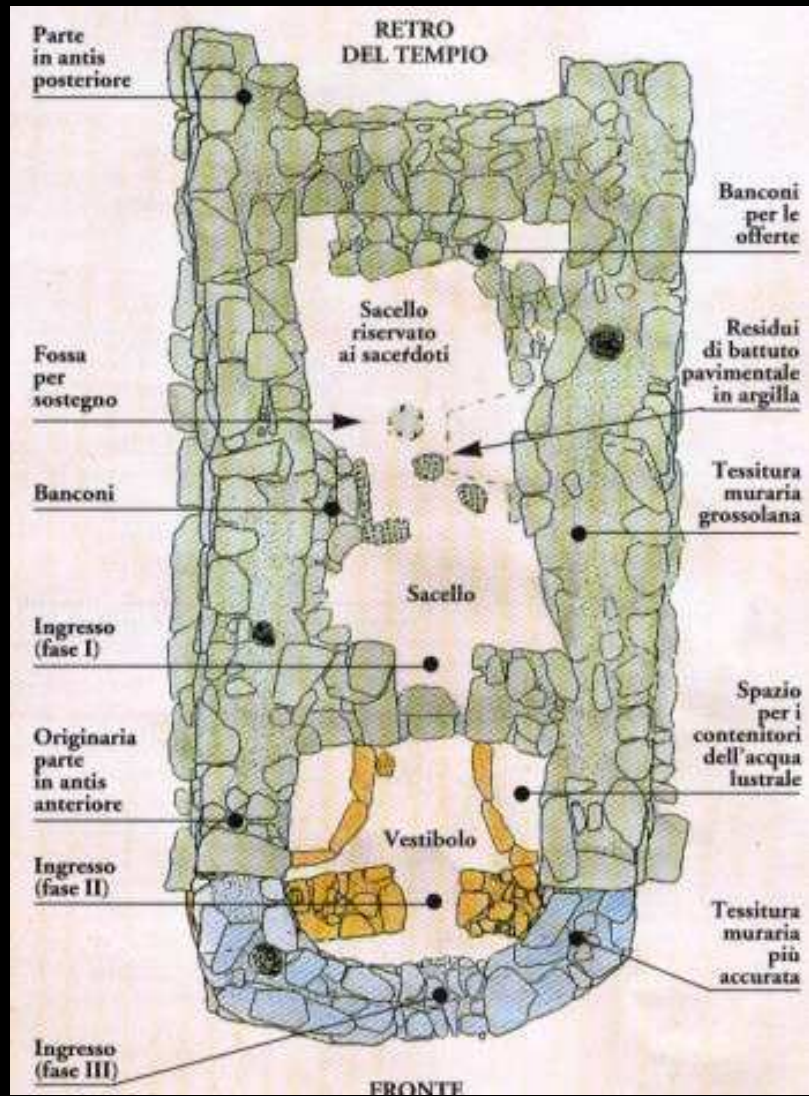 RETRO
DEL TEMPIO
Parte
in antis
posteriore
Banconi
per le
offerte
Sacello
riservato
ai sacerdoti
Fossa
per
sostegno
Residui
di battuto
pavimentale
in argilla
Banconi
Tessitura
muraria
grossolana
Sacello
Ingresso
(fase I)
Spazio
per i
contenitori
dell'acqua
lustrale
Originaria
parte
in antis
anteriore
Vestibolo
Ingresso
(fase II)
Tessitura
muraria
più
accurata
Ingresso
(fase III)
FRONTE